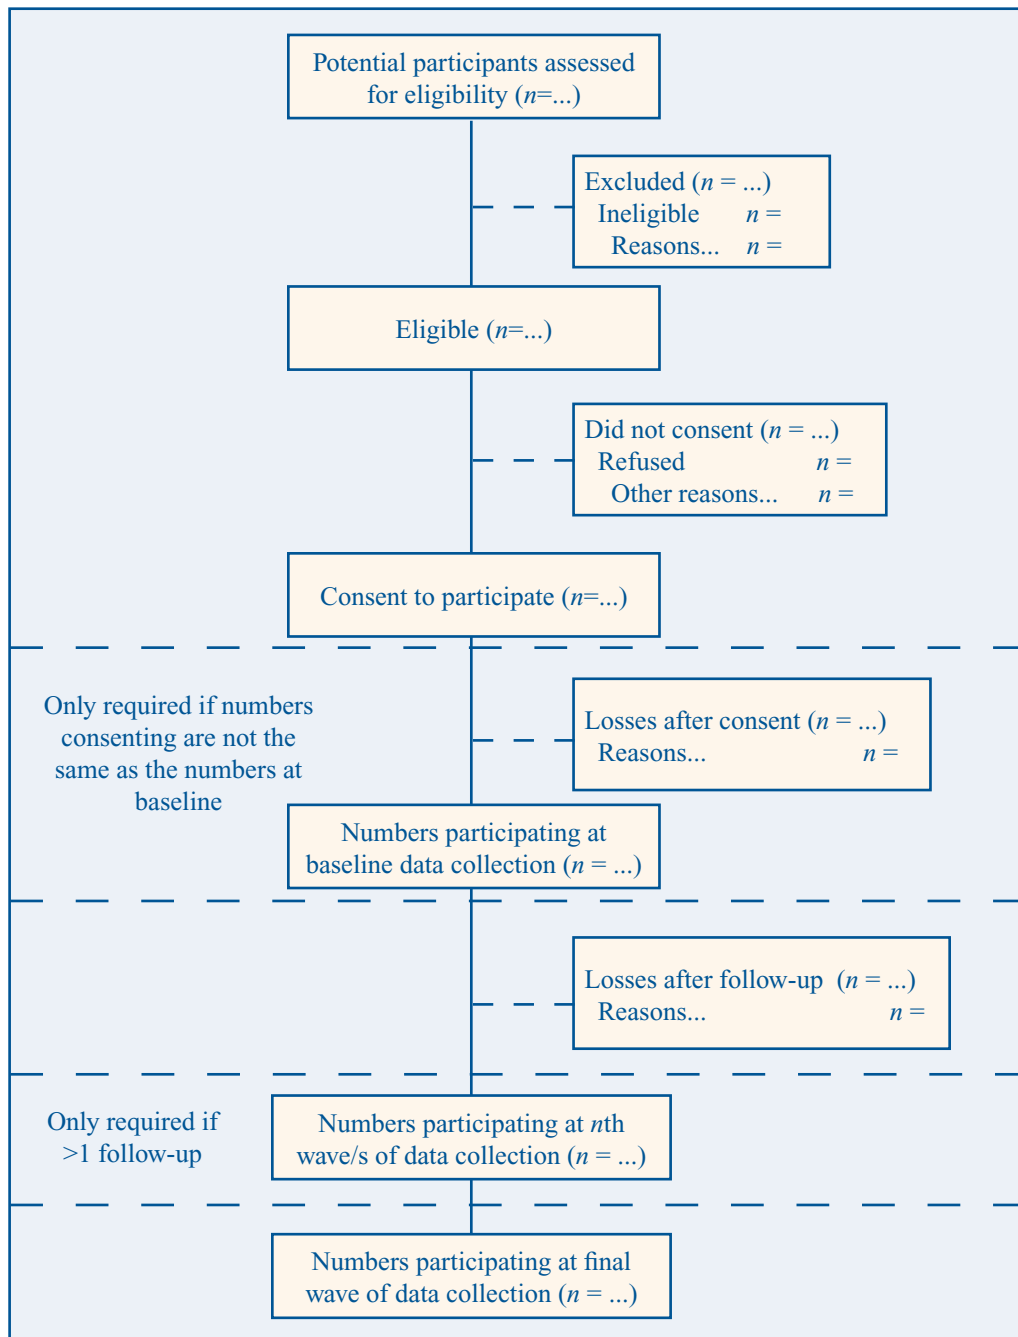 Potential participants assessed
for eligibility (n=...)
Excluded (n = ...)
Ineligible n =
Reasons... n =
Eligible (n=...)
Did not consent (n = ...)
Refused n =
Other reasons... n =
Consent to participate (n=...)
Only required if numbers
consenting are not the
same as the numbers at
baseline
Losses after consent (n = ...)
Reasons... n =
Numbers participating at
baseline data collection (n = ...)
Losses after follow-up (n = ...)
Reasons... n =
Only required if
>1 follow-up
Numbers participating at nth
wave/s of data collection (n = ...)
Numbers participating at final
wave of data collection (n = ...)